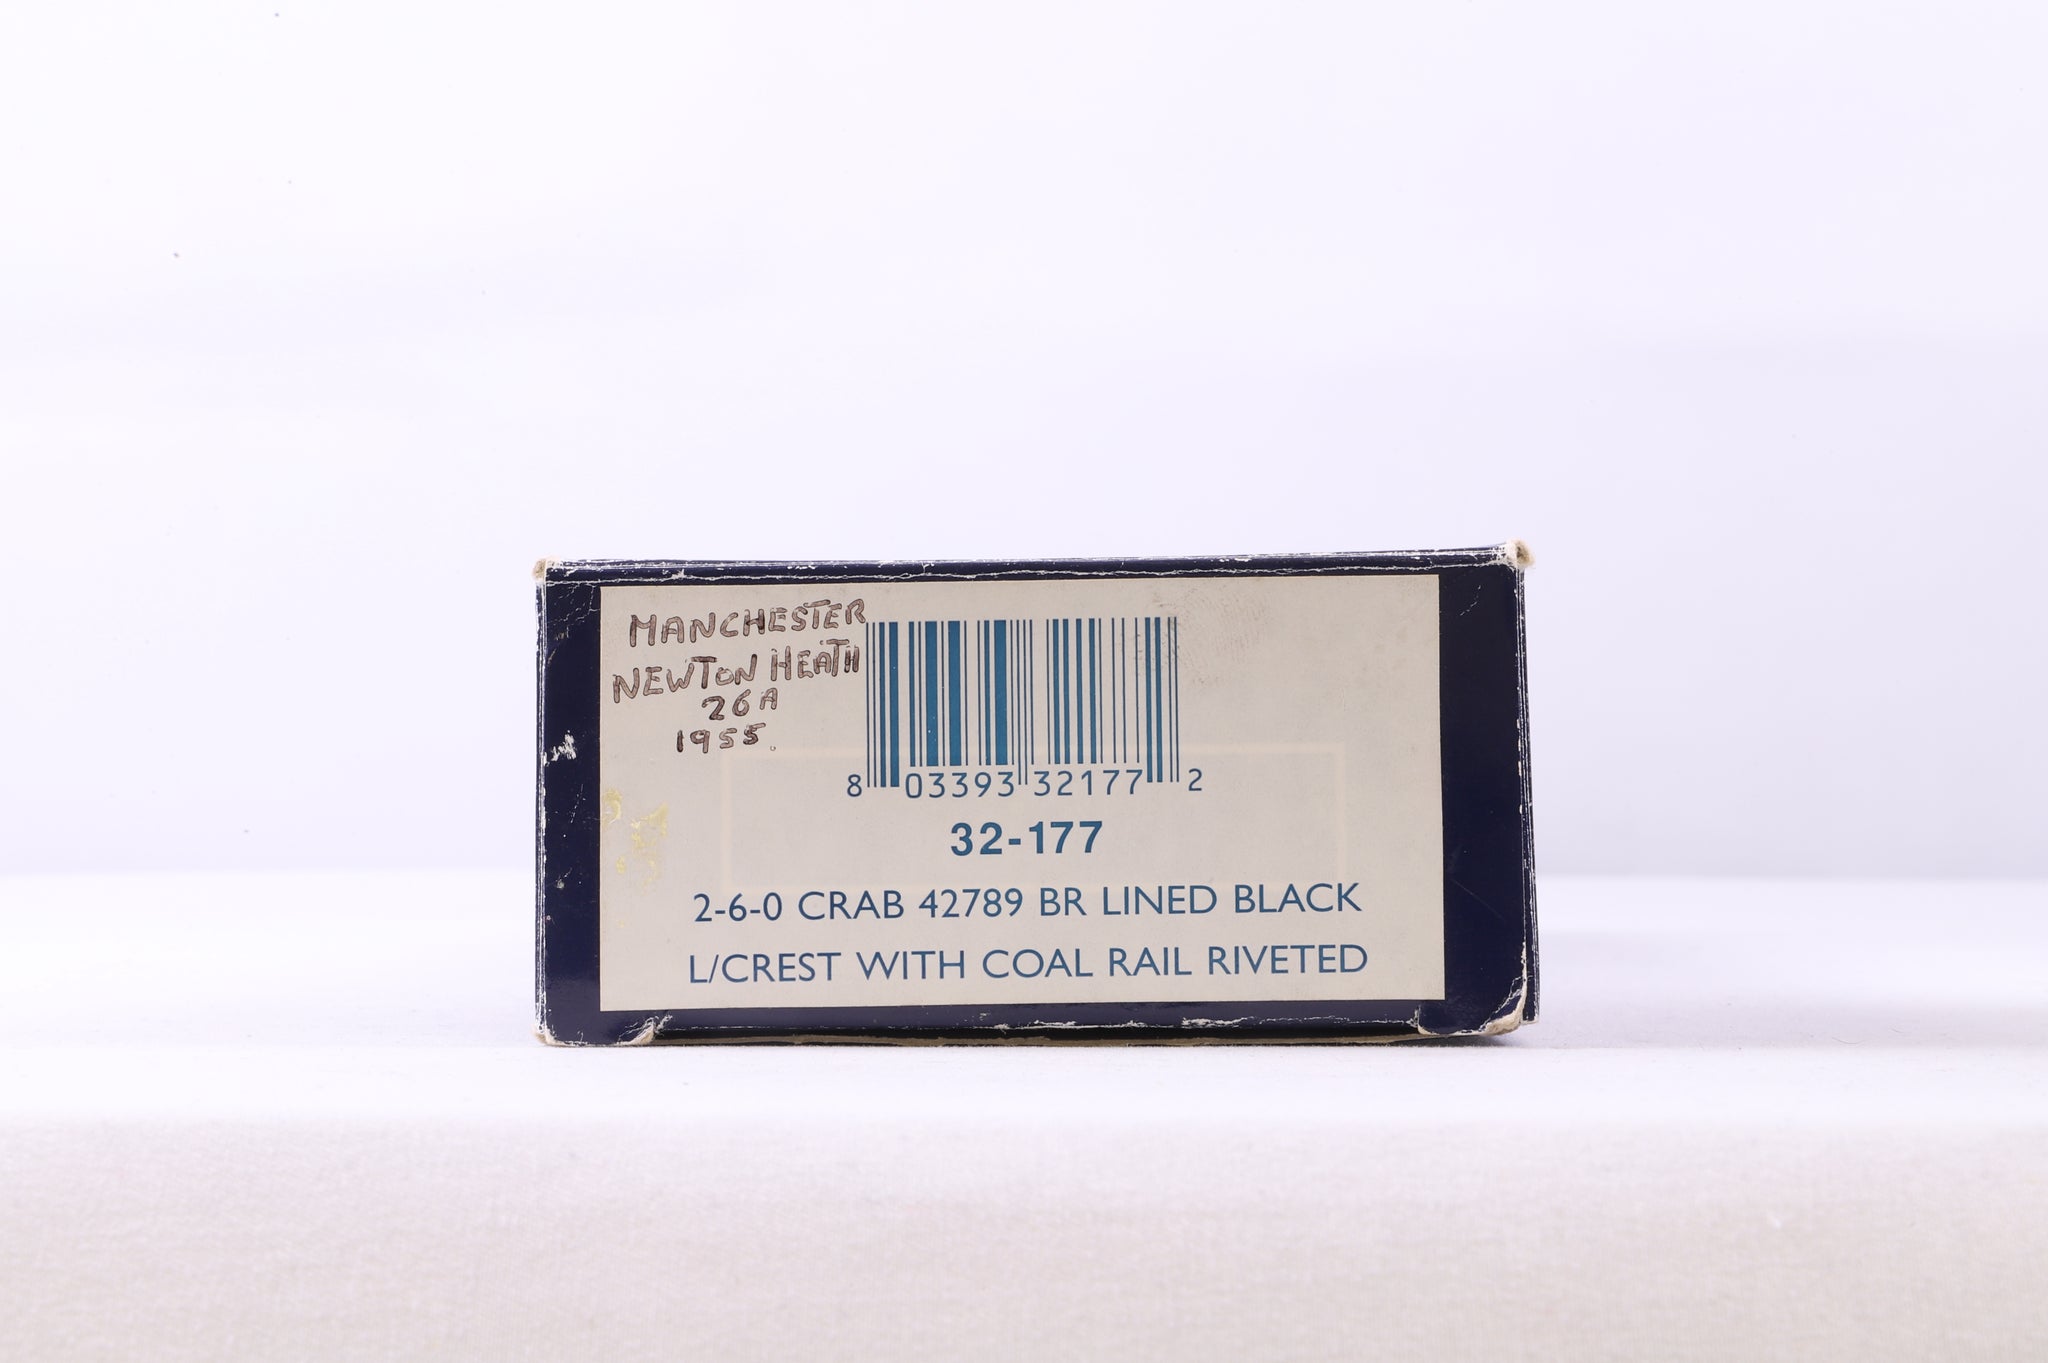 MANCHESTER
NEWTON HEATH
26A
1955.
8 03393 32177 2
32-177
2-6-0 CRAB 42789 BR LINED BLACK
L/CREST WITH COAL RAIL RIVETED